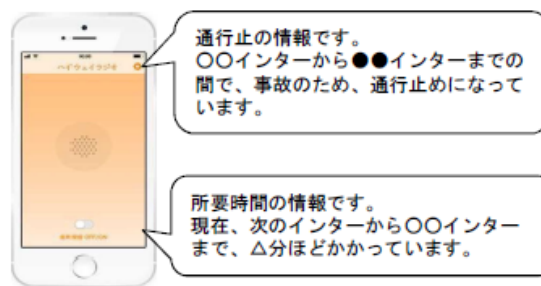 ハイウェイラジオ
通行止の情報です。
〇〇インターから●●インターまでの
間で、事故のため、通行止めになって
います。
所要時間の情報です。
現在、次のインターから〇〇インター
まで、△分ほどかかっています。